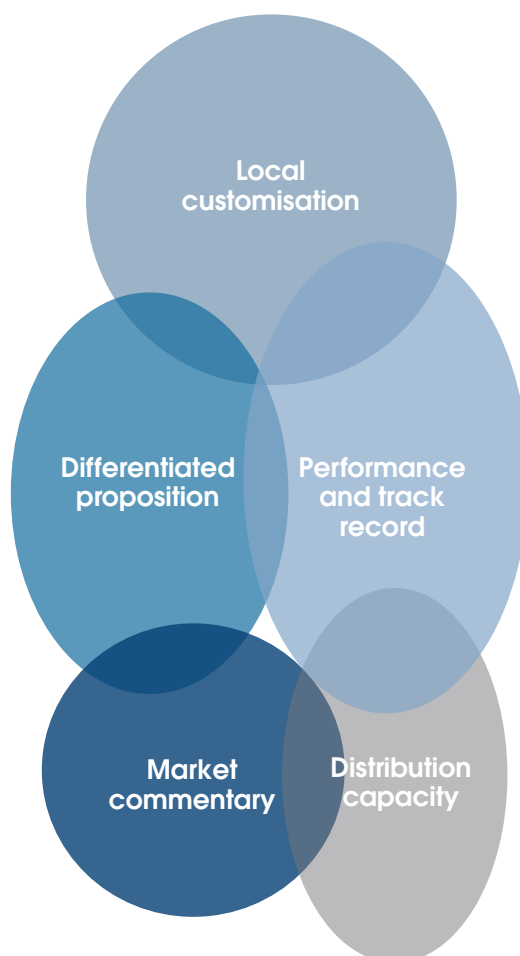 Local
customisation
Differentiated
proposition
Performance
and track
record
Market
commentary
Distribution
capacity